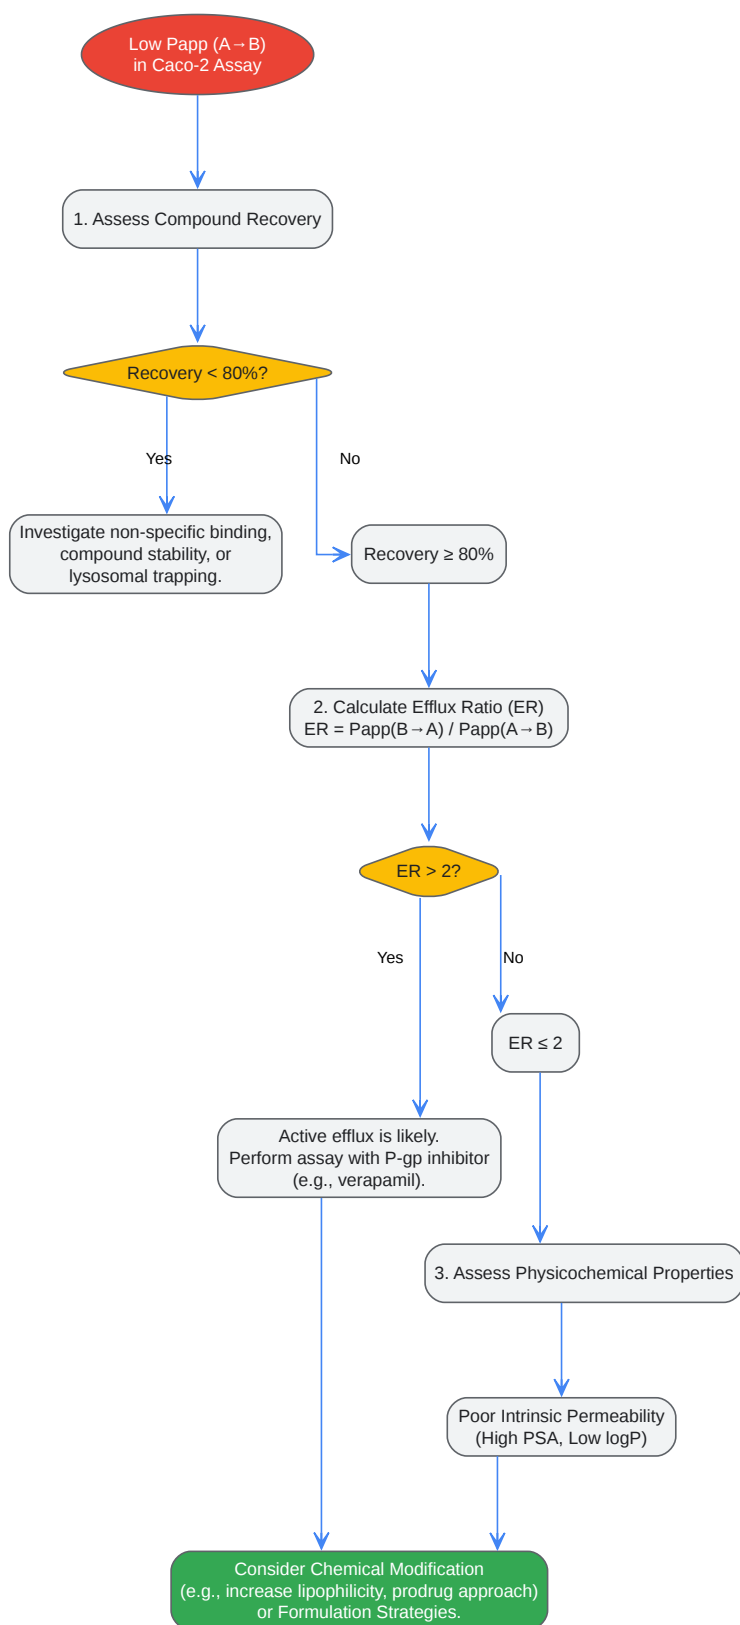 Low Papp (A→B)
in Caco-2 Assay
1. Assess Compound Recovery
Recovery < 80%?
Yes
No
Investigate non-specific binding,
compound stability, or
lysosomal trapping.
Recovery ≥ 80%
2. Calculate Efflux Ratio (ER)
ER = Papp(B→A) / Papp(A→B)
ER > 2?
Yes
No
ER ≤ 2
Active efflux is likely.
Perform assay with P-gp inhibitor
(e.g., verapamil).
3. Assess Physicochemical Properties
Poor Intrinsic Permeability
(High PSA, Low logP)
Consider Chemical Modification
(e.g., increase lipophilicity, prodrug approach)
or Formulation Strategies.